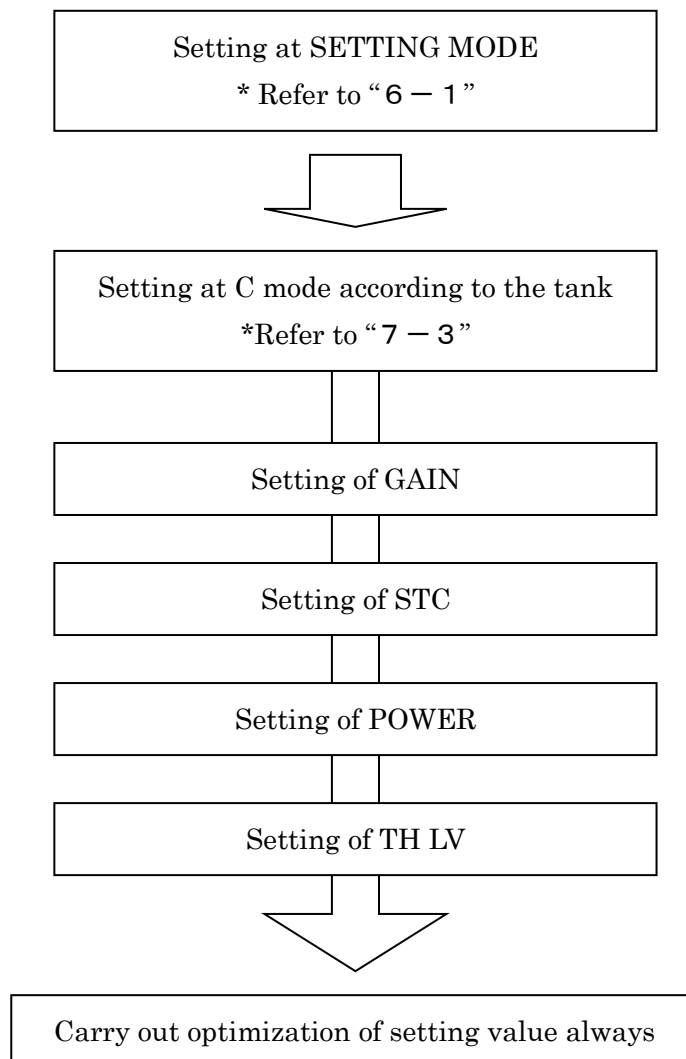 Setting at SETTING MODE
* Refer to “６－１”
Setting at C mode according to the tank
*Refer to “７－３”
Setting of GAIN
Setting of STC
Setting of POWER
Setting of TH LV
Carry out optimization of setting value always